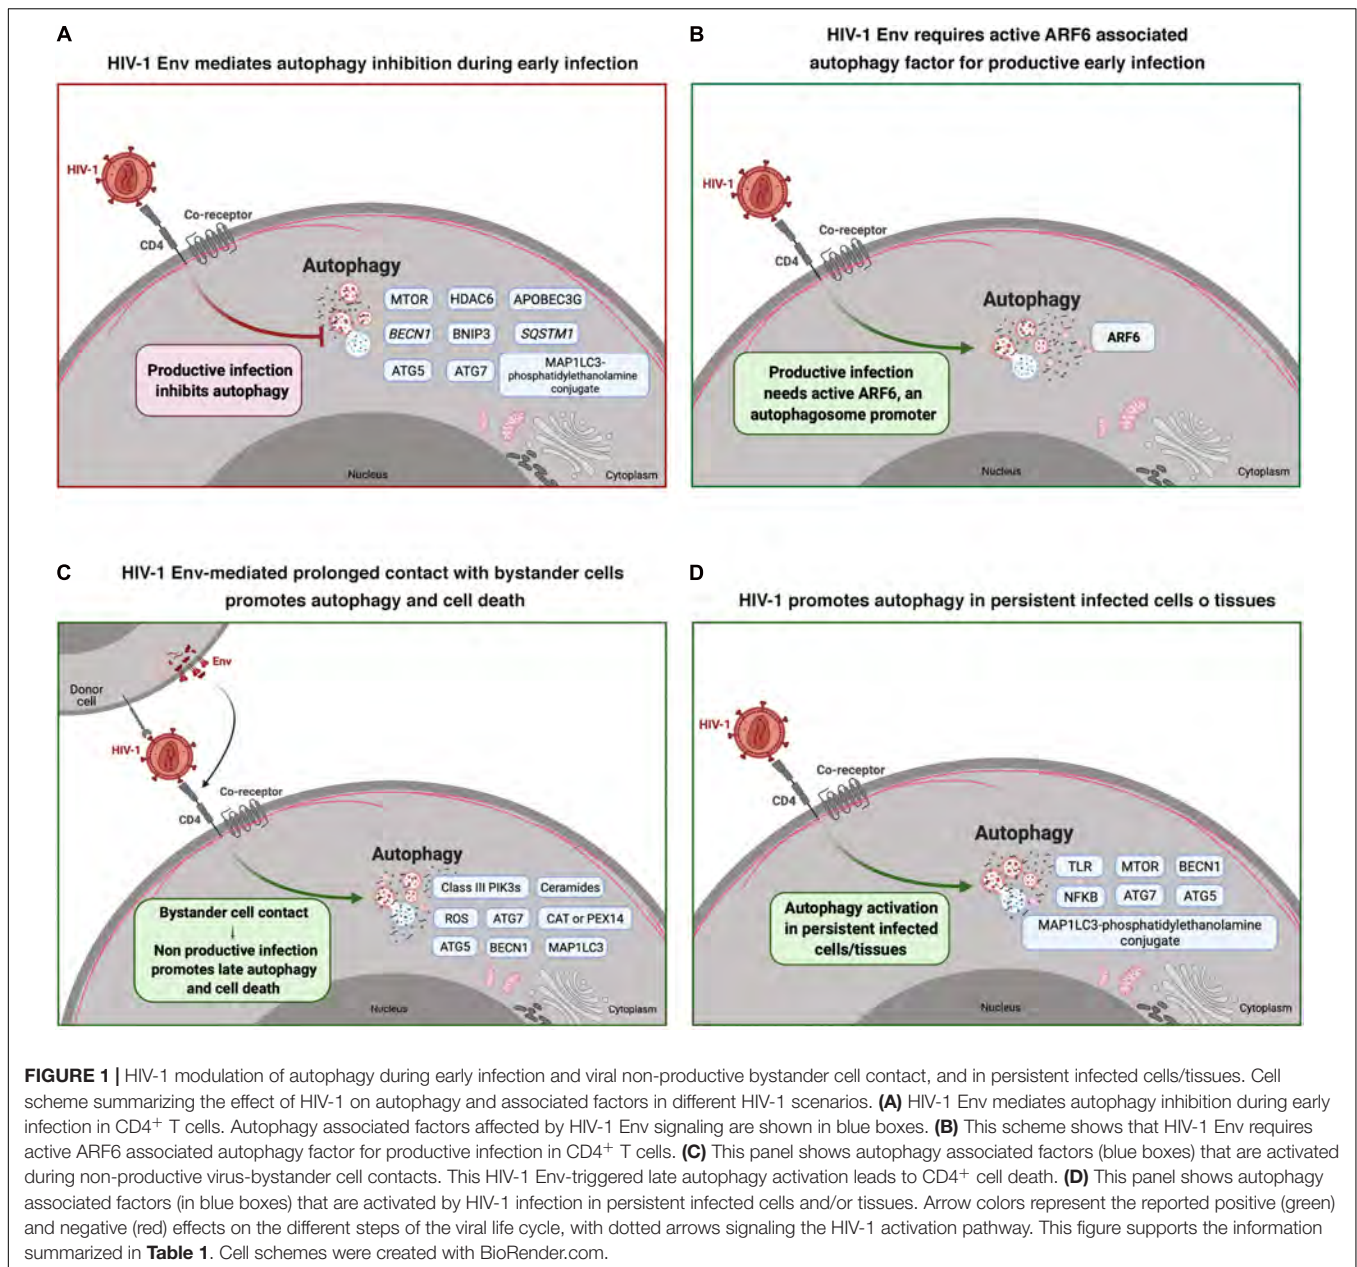 A
HIV-1 Env mediates autophagy inhibition during early infection
HIV-1
Co-receptor
CD4
Autophagy
MTOR
HDAC6
APOBEC3G
BECN1
BNIP3
SQSTM1
ATG5
ATG7
MAP1LC3-
phosphatidylethanolamine
conjugate
Productive infection
inhibits autophagy
Nucleus
Cytoplasm
B
HIV-1 Env requires active ARF6 associated
autophagy factor for productive early infection
HIV-1
Co-receptor
CD4
Autophagy
ARF6
Productive infection
needs active ARF6, an
autophagosome promoter
Nucleus
Cytoplasm
C
HIV-1 Env-mediated prolonged contact with bystander cells
promotes autophagy and cell death
Env
Donor
cell
HIV-1
Co-receptor
CD4
Autophagy
Class III PIK3s
Ceramides
ROS
ATG7
CAT or PEX14
ATG5
BECN1
MAP1LC3
Bystander cell contact
↓
Non productive infection
promotes late autophagy
and cell death
Nucleus
Cytoplasm
D
HIV-1 promotes autophagy in persistent infected cells o tissues
HIV-1
Co-receptor
CD4
Autophagy
TLR
MTOR
BECN1
NFKB
ATG7
ATG5
MAP1LC3-phosphatidylethanolamine
conjugate
Autophagy activation
in persistent infected
cells/tissues
Nucleus
Cytoplasm
FIGURE 1 | HIV-1 modulation of autophagy during early infection and viral non-productive bystander cell contact, and in persistent infected cells/tissues. Cell
scheme summarizing the effect of HIV-1 on autophagy and associated factors in different HIV-1 scenarios. (A) HIV-1 Env mediates autophagy inhibition during early
infection in CD4+ T cells. Autophagy associated factors affected by HIV-1 Env signaling are shown in blue boxes. (B) This scheme shows that HIV-1 Env requires
active ARF6 associated autophagy factor for productive infection in CD4+ T cells. (C) This panel shows autophagy associated factors (blue boxes) that are activated
during non-productive virus-bystander cell contacts. This HIV-1 Env-triggered late autophagy activation leads to CD4+ cell death. (D) This panel shows autophagy
associated factors (in blue boxes) that are activated by HIV-1 infection in persistent infected cells and/or tissues. Arrow colors represent the reported positive (green)
and negative (red) effects on the different steps of the viral life cycle, with dotted arrows signaling the HIV-1 activation pathway. This figure supports the information
summarized in Table 1. Cell schemes were created with BioRender.com.